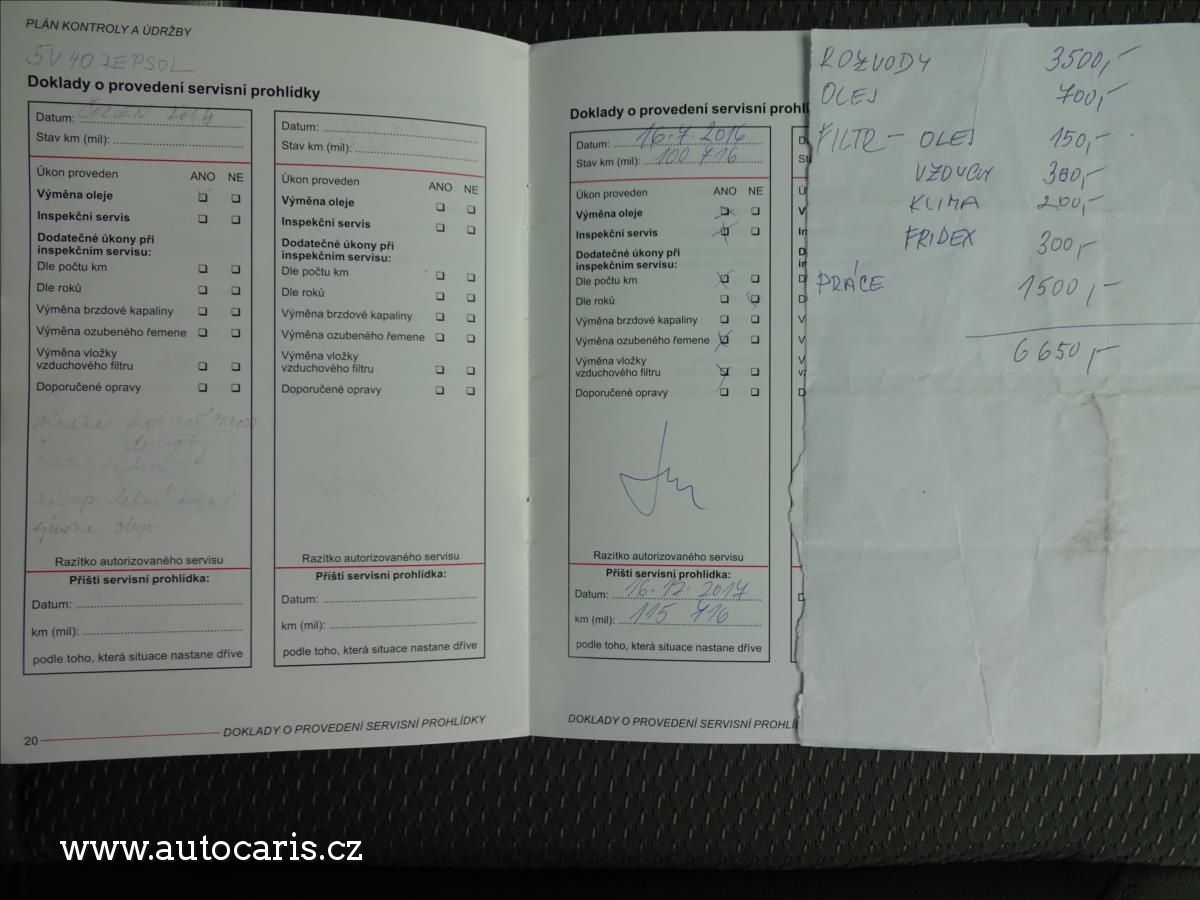 PLÁN KONTROLY A ÚDRŽBY
5V40 REPSOL
Doklady o provedení servisní prohlídky
Datum: 2014
Stav km (mil):
Úkon proveden
ANO NE
Výměna oleje
Inspekční servis
Dodatečné úkony při
inspekčním servisu:
Dle počtu km
Dle roků
Výměna brzdové kapaliny
Výměna ozubeného řemene
Výměna vložky
vzduchového filtru
Doporučené opravy
výměna oleje
Razítko autorizovaného servisu
Příští servisní prohlídka:
Datum:
km (mil):
podle toho, která situace nastane dříve
Datum:
Stav km (mil):
Úkon proveden
ANO NE
Výměna oleje
Inspekční servis
Dodatečné úkony při
inspekčním servisu:
Dle počtu km
Dle roků
Výměna brzdové kapaliny
Výměna ozubeného řemene
Výměna vložky
vzduchového filtru
Doporučené opravy
Razítko autorizovaného servisu
Příští servisní prohlídka:
Datum:
km (mil):
podle toho, která situace nastane dříve
20
DOKLADY O PROVEDENÍ SERVISNÍ PROHLÍDKY
Doklady o provedení servisní prohl
Datum: 16.7.2016
Stav km (mil): 100 716
Úkon proveden
ANO NE
Výměna oleje
Inspekční servis
Dodatečné úkony při
inspekčním servisu:
Dle počtu km
Dle roků
Výměna brzdové kapaliny
Výměna ozubeného řemene
Výměna vložky
vzduchového filtru
Doporučené opravy
Razítko autorizovaného servisu
Příští servisní prohlídka:
Datum: 16.12.2017
km (mil): 115 716
podle toho, která situace nastane dříve
DOKLADY O PROVEDENÍ SERVISNÍ PROHLÍ
ROZVODY 3500,-
OLEJ 700,-
FILTR - OLEJ 150,-
VZDUCH 300,-
KLIMA 200,-
FRIDEX 300,-
PRÁCE 1500,-
6650,-
www.autocaris.cz